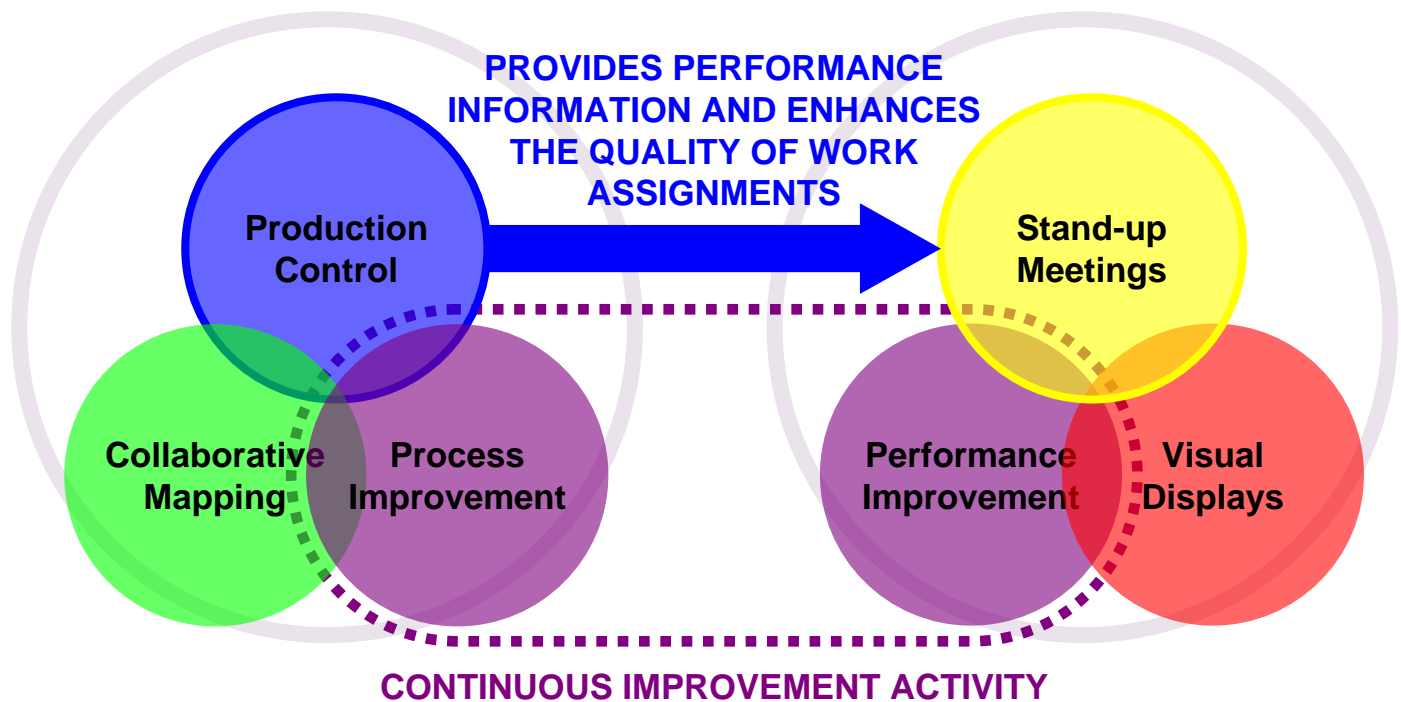 PROVIDES PERFORMANCE
INFORMATION AND ENHANCES
THE QUALITY OF WORK
ASSIGNMENTS
Production
Control
Stand-up
Meetings
Collaborative
Mapping
Process
Improvement
Performance
Improvement
Visual
Displays
CONTINUOUS IMPROVEMENT ACTIVITY